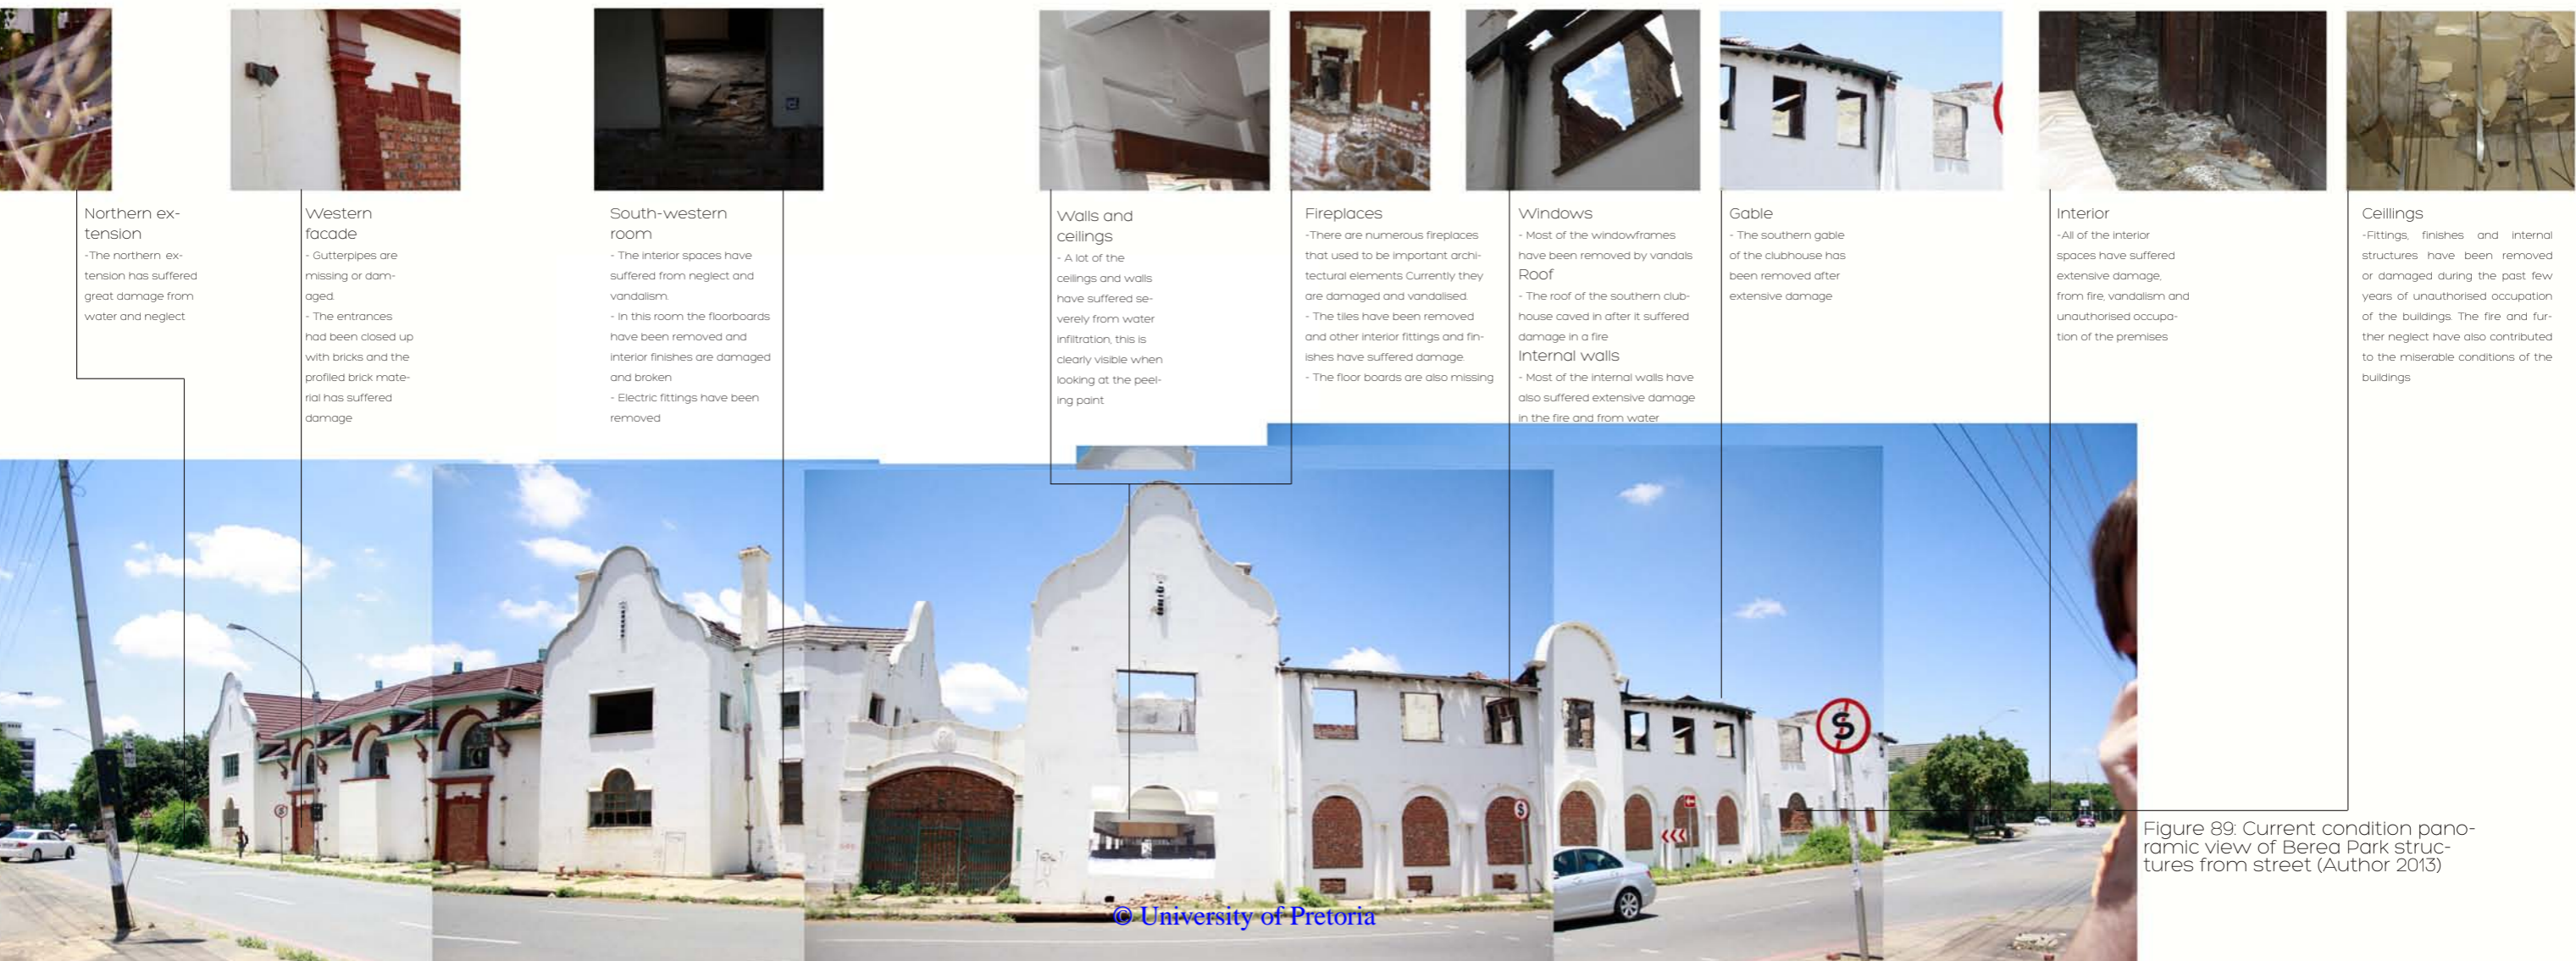 Northern ex-
tension
-The northern ex-
tension has suffered
great damage from
water and neglect
Western
facade
- Gutterpipes are
missing or dam-
aged.
- The entrances
had been closed up
with bricks and the
profiled brick mate-
rial has suffered
damage
South-western
room
- The interior spaces have
suffered from neglect and
vandalism.
- In this room the floorboards
have been removed and
interior finishes are damaged
and broken
- Electric fittings have been
removed
Walls and
ceilings
- A lot of the
ceilings and walls
have suffered se-
verely from water
infiltration, this is
clearly visible when
looking at the peel-
ing paint
Fireplaces
-There are numerous fireplaces
that used to be important archi-
tectural elements Currently they
are damaged and vandalised.
- The tiles have been removed
and other interior fittings and fin-
ishes have suffered damage.
- The floor boards are also missing
Windows
- Most of the windowframes
have been removed by vandals
Roof
- The roof of the southern club-
house caved in after it suffered
damage in a fire
Internal walls
- Most of the internal walls have
also suffered extensive damage
in the fire and from water
Gable
- The southern gable
of the clubhouse has
been removed after
extensive damage
Interior
-All of the interior
spaces have suffered
extensive damage,
from fire, vandalism and
unauthorised occupa-
tion of the premises
Ceillings
-Fittings, finishes and internal
structures have been removed
or damaged during the past few
years of unauthorised occupation
of the buildings. The fire and fur-
ther neglect have also contributed
to the miserable conditions of the
buildings
S
S
S
Figure 89: Current condition pano-
ramic view of Berea Park struc-
tures from street (Author 2013)
© University of Pretoria